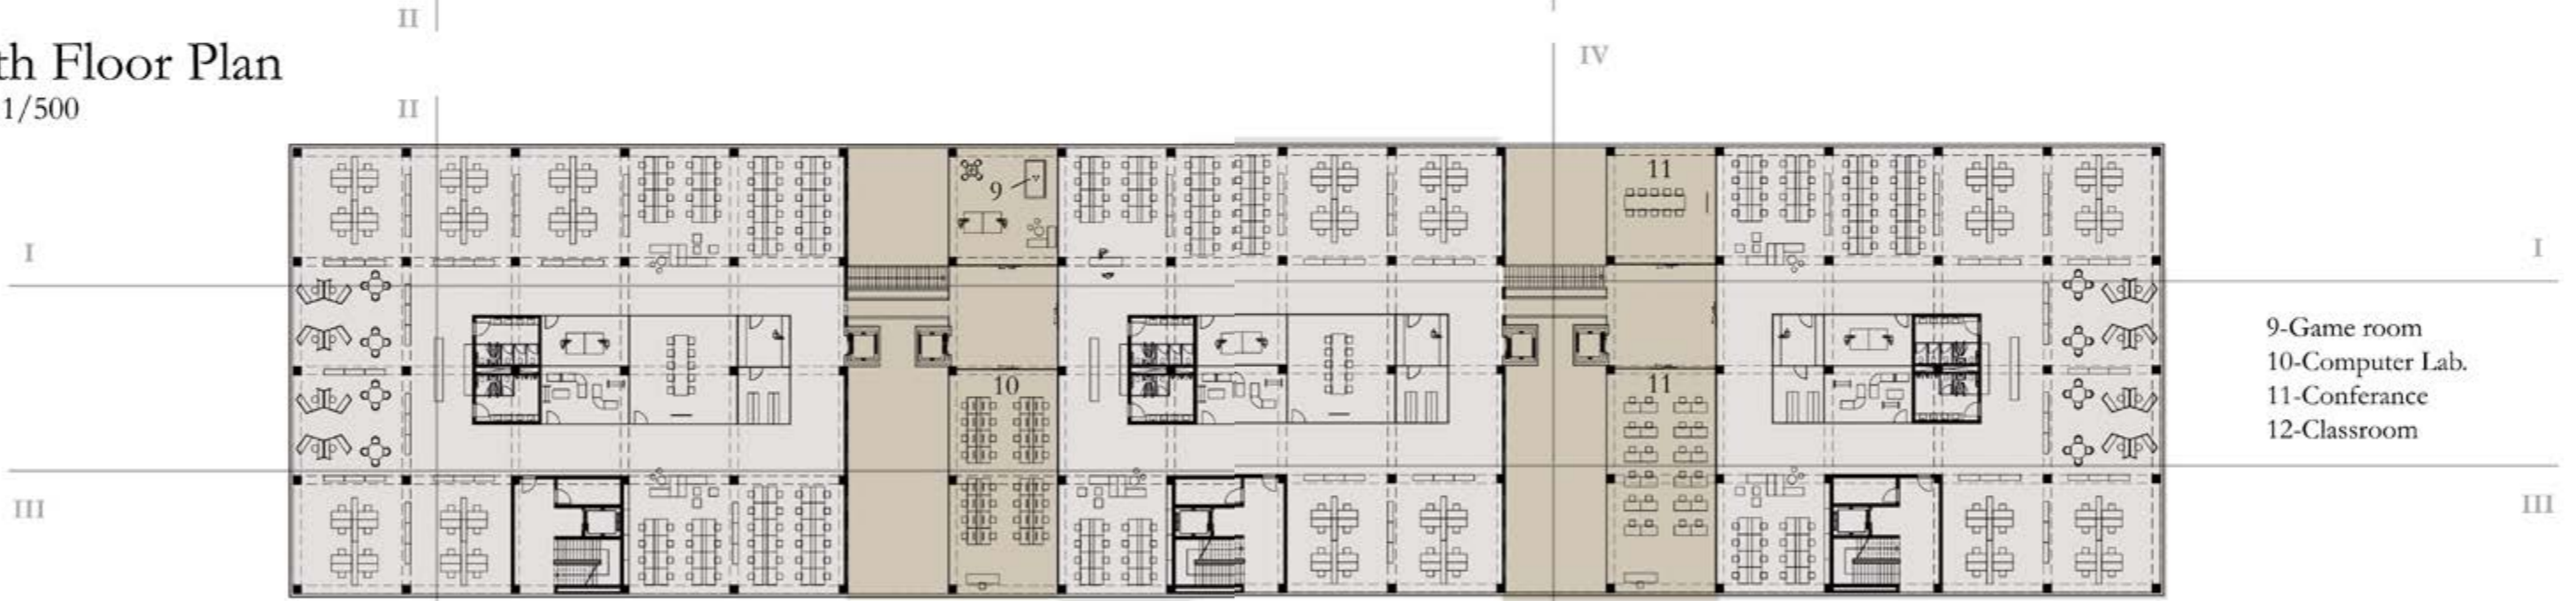 II
IV
th Floor Plan
1/500
II
9
11
I
I
9-Game room
10-Computer Lab.
11-Conferance
12-Classroom
10
11
III
III